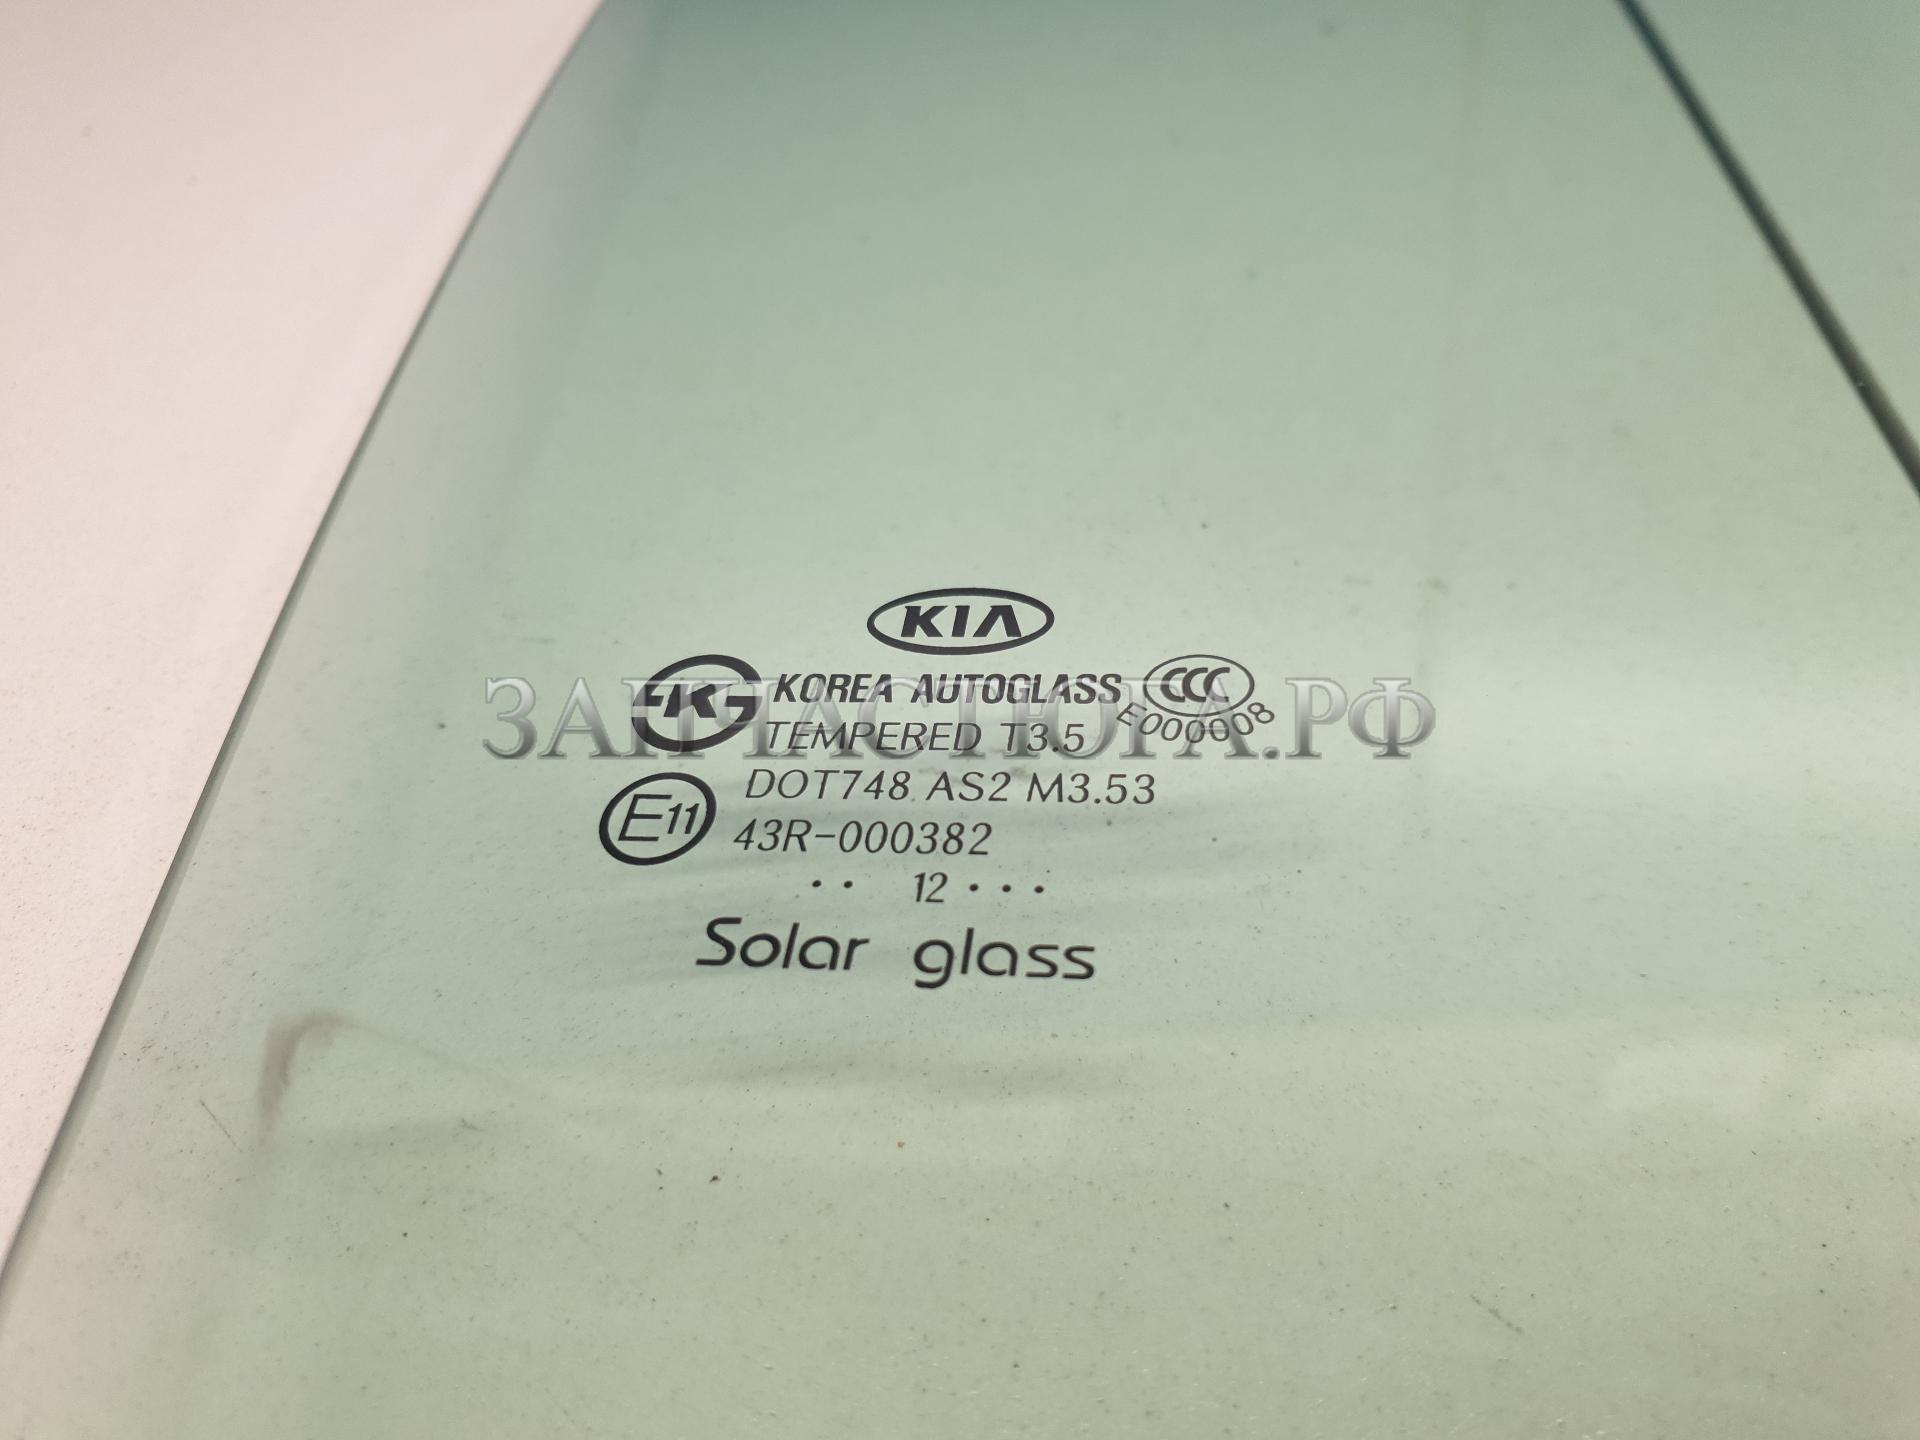 KIA
KOREA AUTOGLASS CCC
TEMPERED T3.5 E000008
DOT748 AS2 M3.53
E11 43R-000382
·· 12 ···
Solar glass
ЗАПЧАСТЮГА.РФ